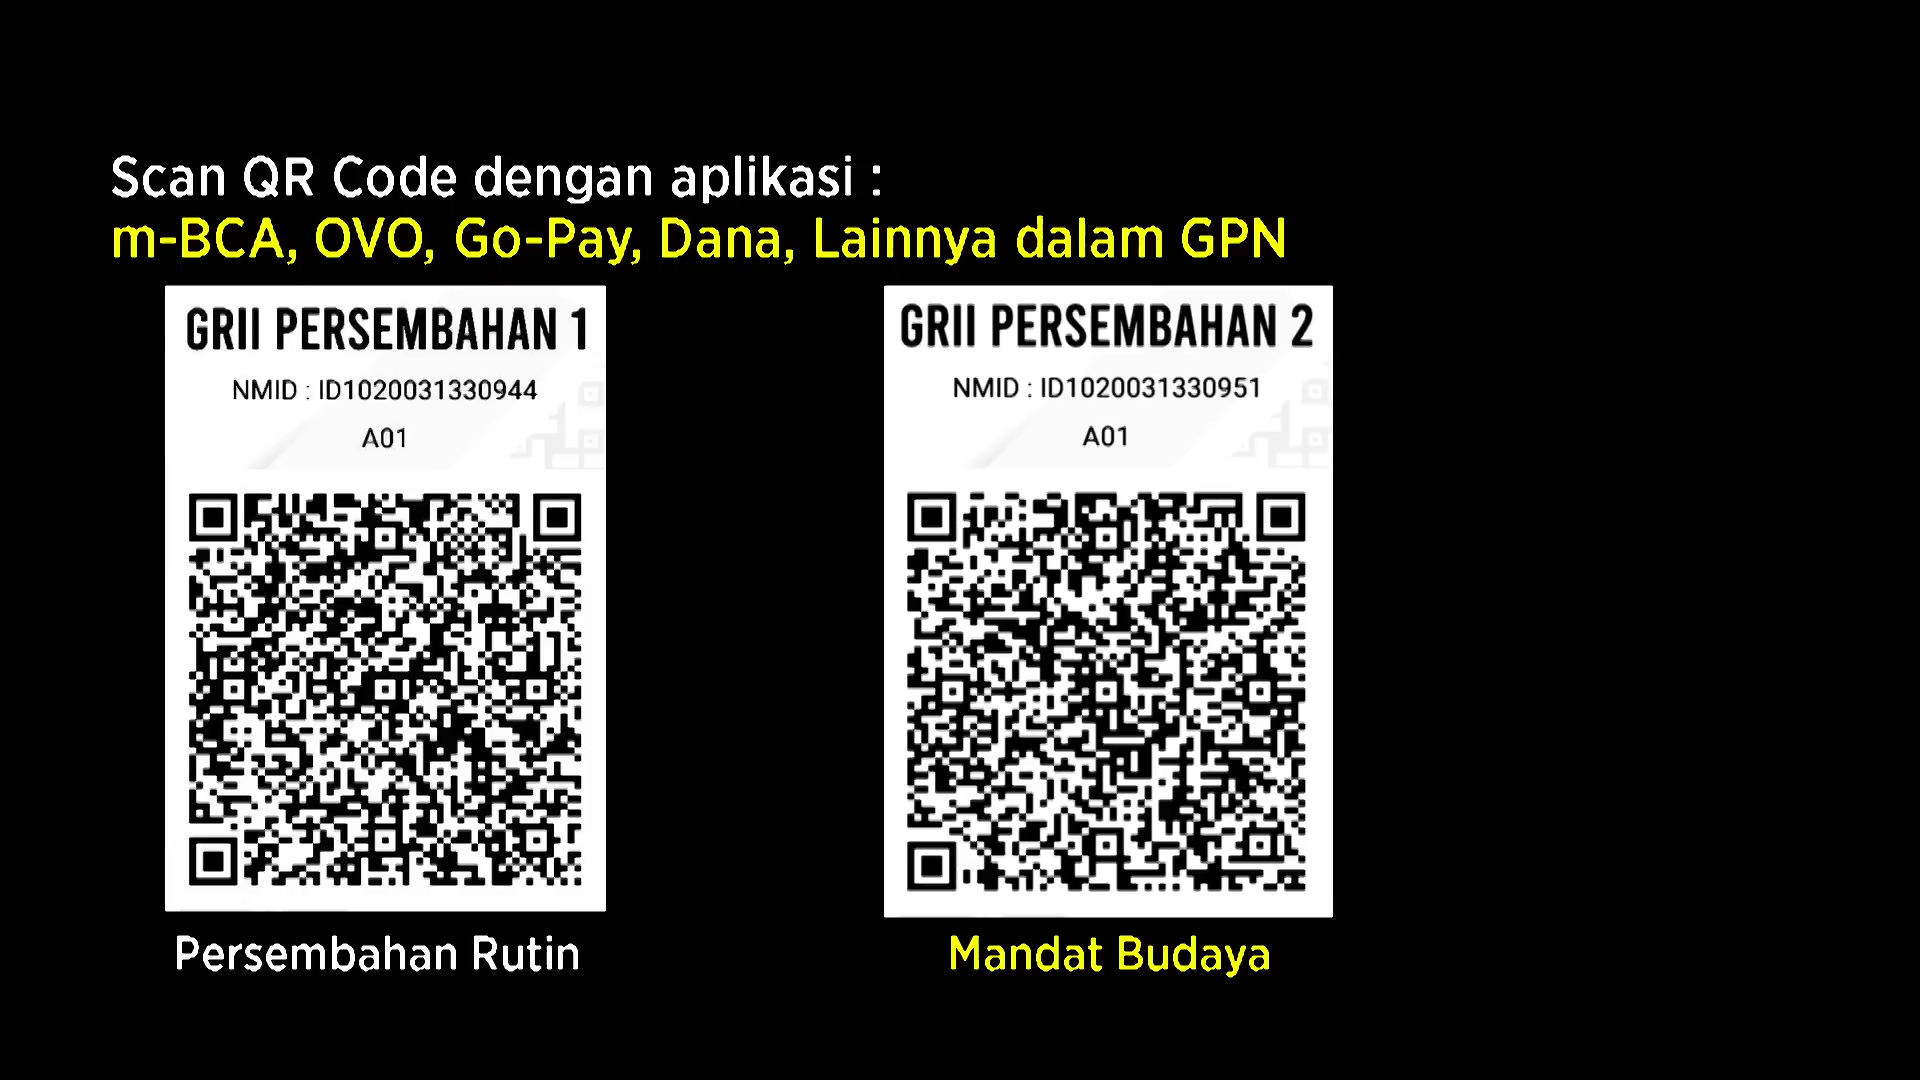 Scan QR Code dengan aplikasi :
m-BCA, OVO, Go-Pay, Dana, Lainnya dalam GPN
GRII PERSEMBAHAN 1
NMID : ID1020031330944
A01
Persembahan Rutin
GRII PERSEMBAHAN 2
NMID : ID1020031330951
A01
Mandat Budaya